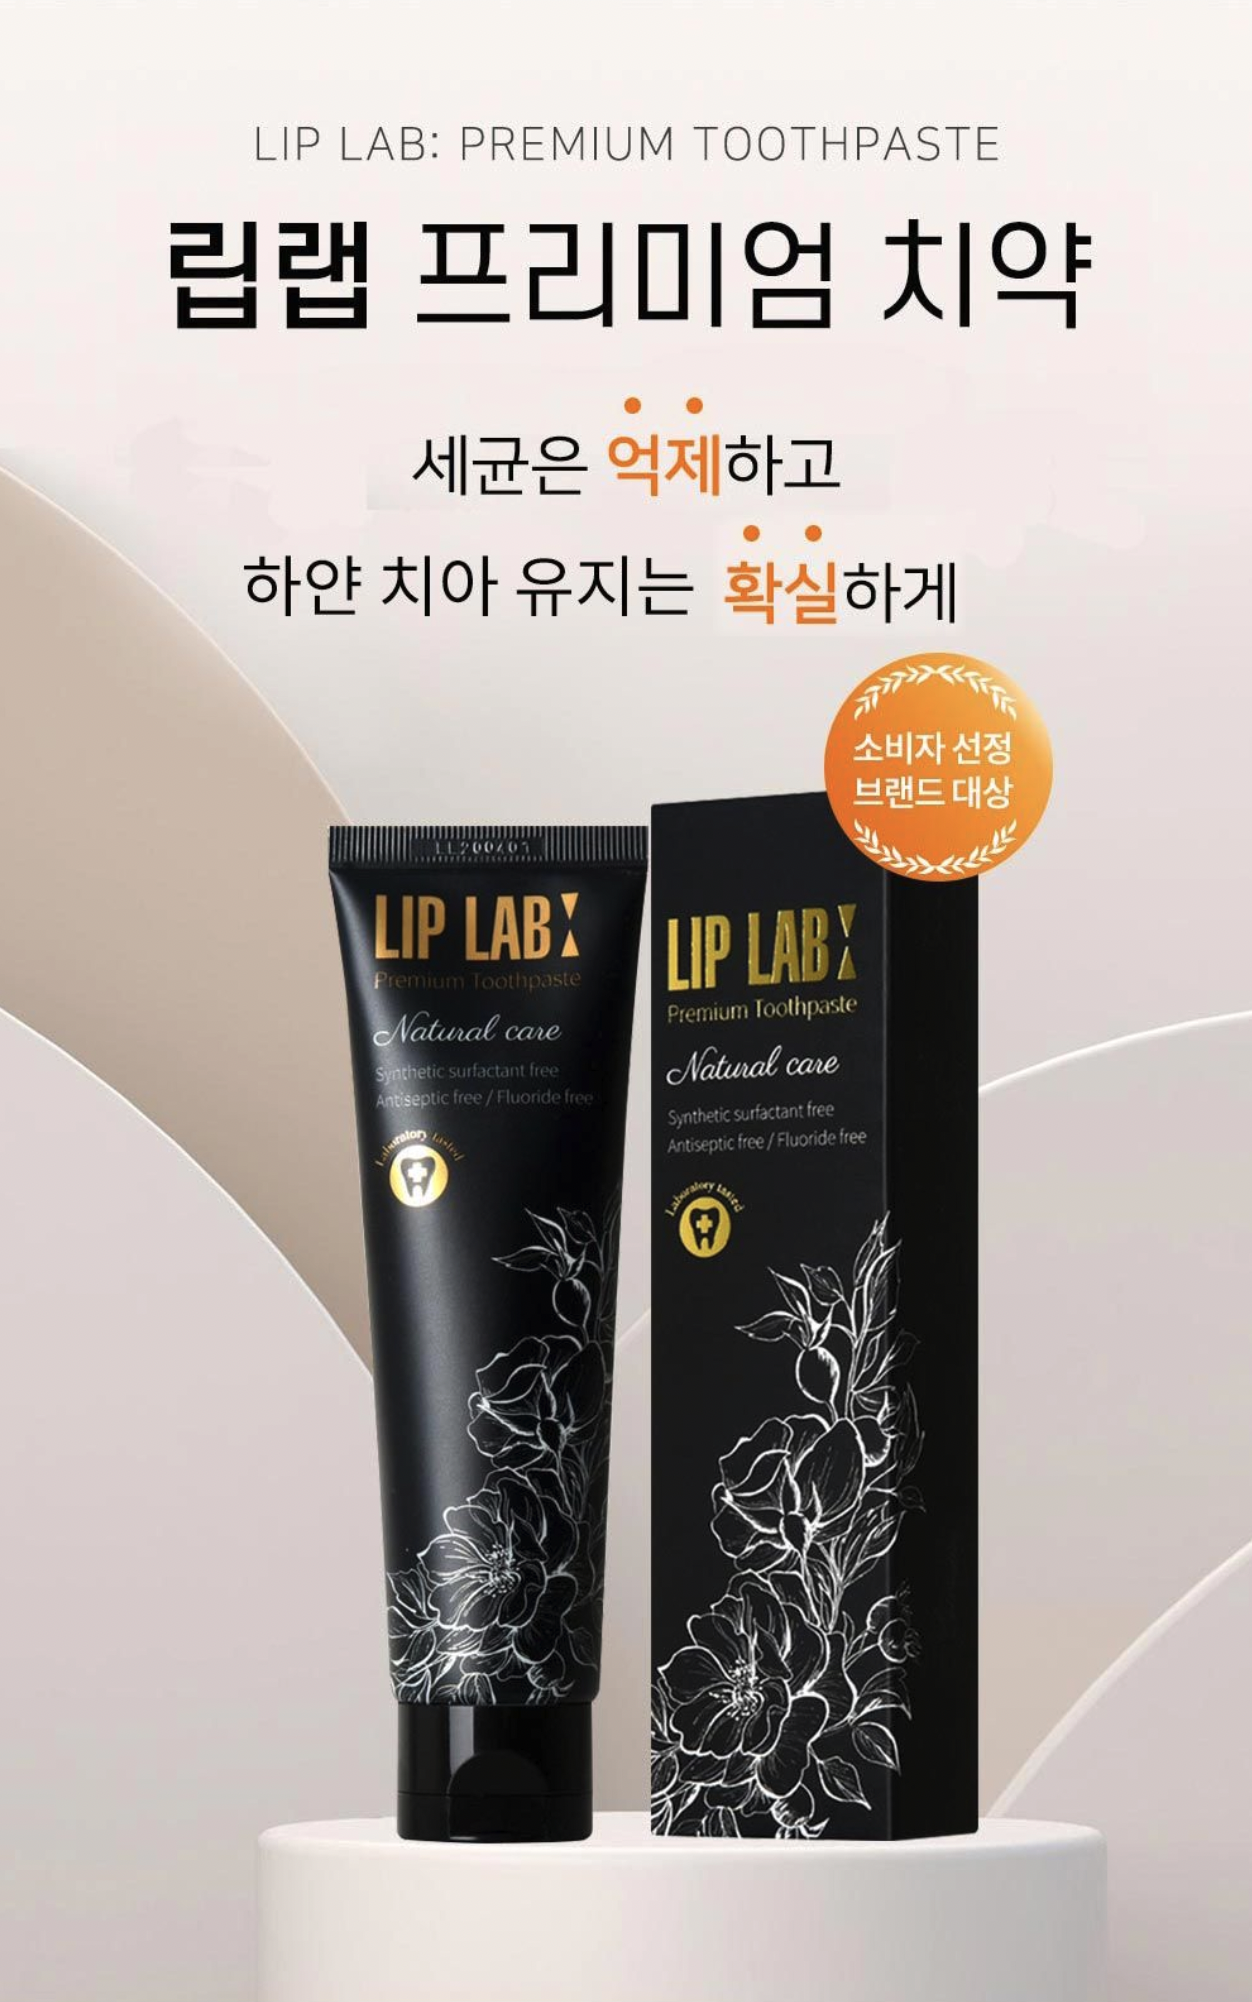 LIP LAB: PREMIUM TOOTHPASTE
립랩 프리미엄 치약
세균은 억제하고
하얀 치아 유지는 확실하게
소비자 선정
브랜드 대상
LIP LAB:
Premium Toothpaste
Natural care
Synthetic surfactant free
Antiseptic free / Fluoride free
Laboratory tasted
LIP LAB:
Premium Toothpaste
Natural care
Synthetic surfactant free
Antiseptic free / Fluoride free
Laboratory tasted